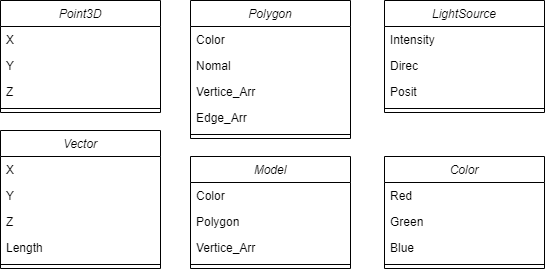 Point3D
X
Y
Z
Polygon
Color
Nomal
Vertice_Arr
Edge_Arr
LightSource
Intensity
Direc
Posit
Vector
X
Y
Z
Length
Model
Color
Polygon
Vertice_Arr
Color
Red
Green
Blue